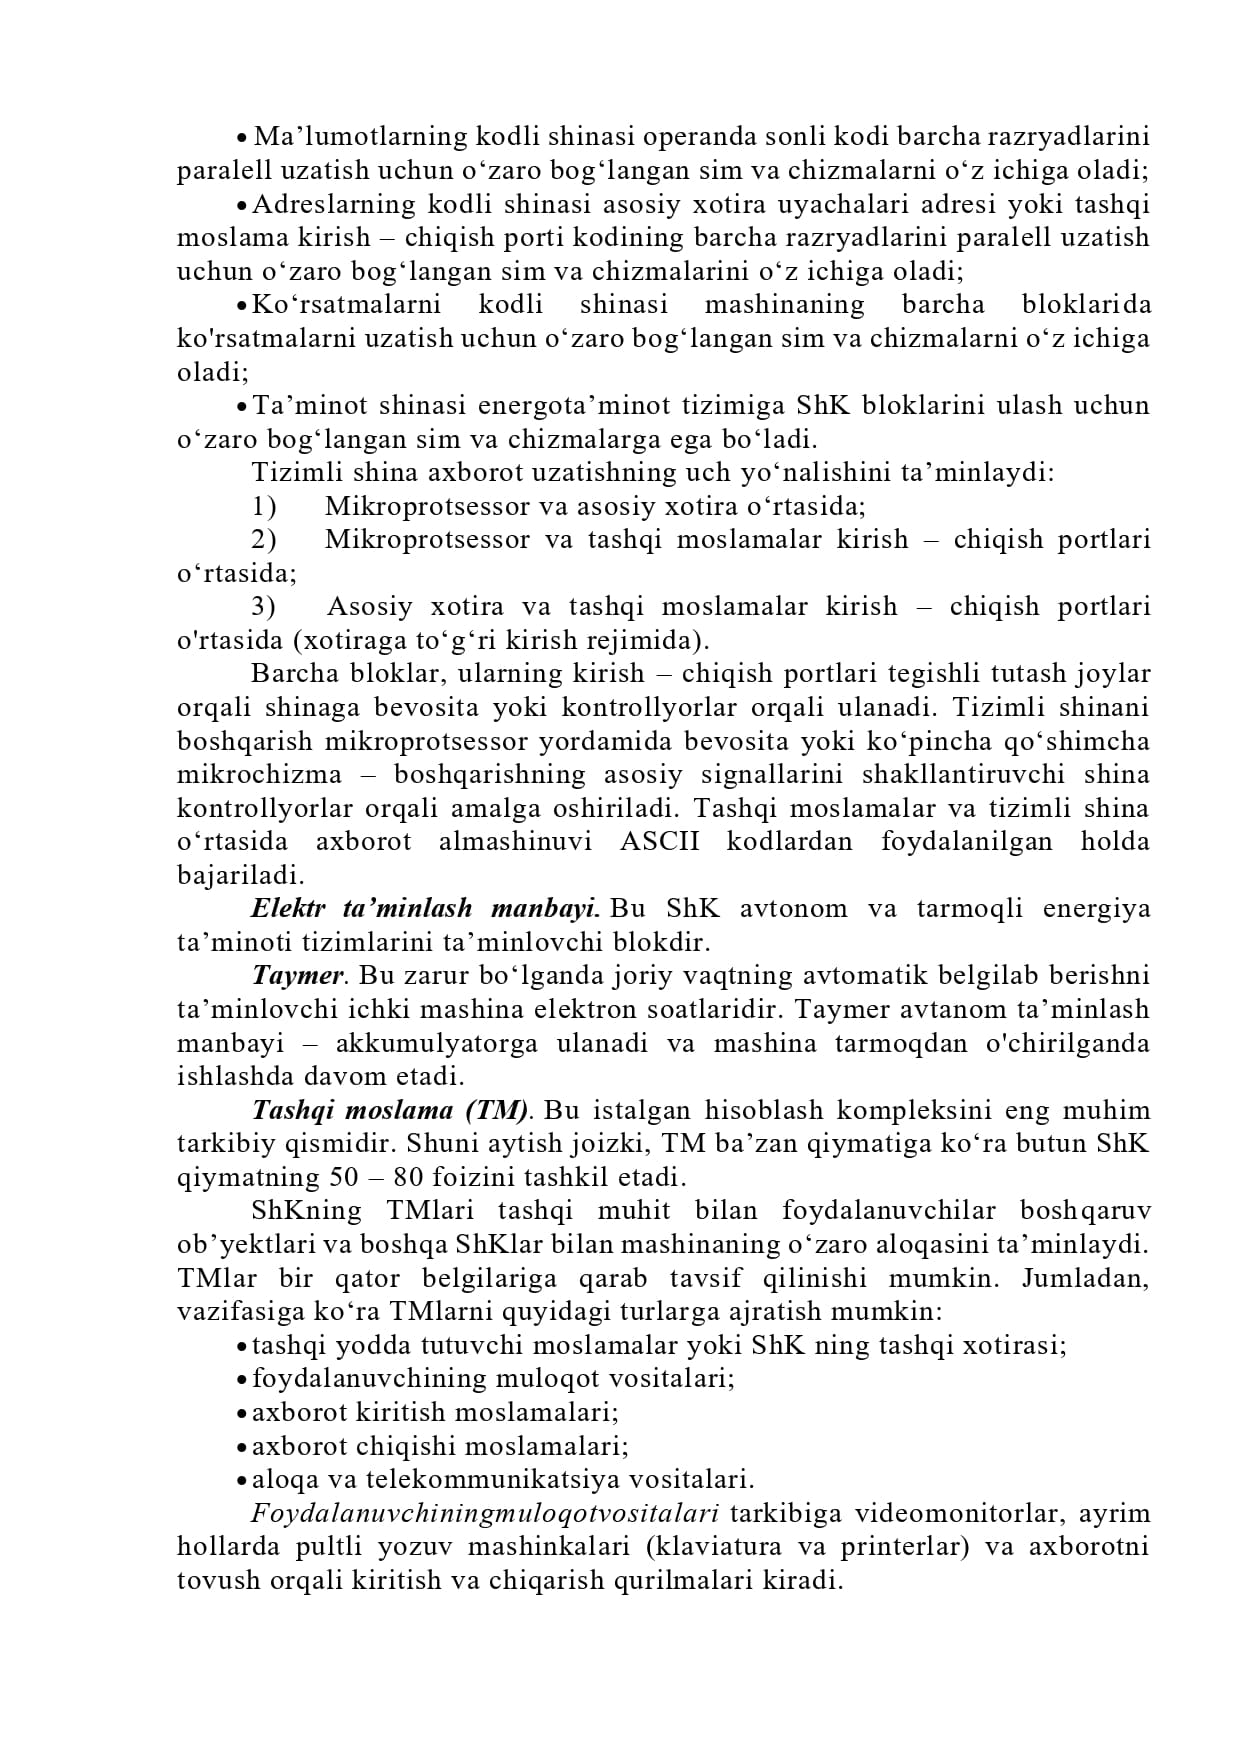 • Ma’lumotlarning kodli shinasi operanda sonli kodi barcha razryadlarini
paralell uzatish uchun o‘zaro bog‘langan sim va chizmalarni o‘z ichiga oladi;
• Adreslarning kodli shinasi asosiy xotira uyachalari adresi yoki tashqi
moslama kirish – chiqish porti kodining barcha razryadlarini paralell uzatish
uchun o‘zaro bog‘langan sim va chizmalarini o‘z ichiga oladi;
• Ko‘rsatmalarni kodli shinasi mashinaning barcha bloklarida
ko'rsatmalarni uzatish uchun o‘zaro bog‘langan sim va chizmalarni o‘z ichiga
oladi;
• Ta’minot shinasi energota’minot tizimiga ShK bloklarini ulash uchun
o‘zaro bog‘langan sim va chizmalarga ega bo‘ladi.
Tizimli shina axborot uzatishning uch yo‘nalishini ta’minlaydi:
1) Mikroprotsessor va asosiy xotira o‘rtasida;
2) Mikroprotsessor va tashqi moslamalar kirish – chiqish portlari
o‘rtasida;
3) Asosiy xotira va tashqi moslamalar kirish – chiqish portlari
o'rtasida (xotiraga to‘g‘ri kirish rejimida).
Barcha bloklar, ularning kirish – chiqish portlari tegishli tutash joylar
orqali shinaga bevosita yoki kontrollyorlar orqali ulanadi. Tizimli shinani
boshqarish mikroprotsessor yordamida bevosita yoki ko‘pincha qo‘shimcha
mikrochizma – boshqarishning asosiy signallarini shakllantiruvchi shina
kontrollyorlar orqali amalga oshiriladi. Tashqi moslamalar va tizimli shina
o‘rtasida axborot almashinuvi ASCII kodlardan foydalanilgan holda
bajariladi.
Elektr ta’minlash manbayi. Bu ShK avtonom va tarmoqli energiya
ta’minoti tizimlarini ta’minlovchi blokdir.
Taymer. Bu zarur bo‘lganda joriy vaqtning avtomatik belgilab berishni
ta’minlovchi ichki mashina elektron soatlaridir. Taymer avtanom ta’minlash
manbayi – akkumulyatorga ulanadi va mashina tarmoqdan o'chirilganda
ishlashda davom etadi.
Tashqi moslama (TM). Bu istalgan hisoblash kompleksini eng muhim
tarkibiy qismidir. Shuni aytish joizki, TM ba’zan qiymatiga ko‘ra butun ShK
qiymatning 50 – 80 foizini tashkil etadi.
ShKning TMlari tashqi muhit bilan foydalanuvchilar boshqaruv
ob’yektlari va boshqa ShKlar bilan mashinaning o‘zaro aloqasini ta’minlaydi.
TMlar bir qator belgilariga qarab tavsif qilinishi mumkin. Jumladan,
vazifasiga ko‘ra TMlarni quyidagi turlarga ajratish mumkin:
• tashqi yodda tutuvchi moslamalar yoki ShK ning tashqi xotirasi;
• foydalanuvchining muloqot vositalari;
• axborot kiritish moslamalari;
• axborot chiqishi moslamalari;
• aloqa va telekommunikatsiya vositalari.
Foydalanuvchiningmuloqotvositalari tarkibiga videomonitorlar, ayrim
hollarda pultli yozuv mashinkalari (klaviatura va printerlar) va axborotni
tovush orqali kiritish va chiqarish qurilmalari kiradi.